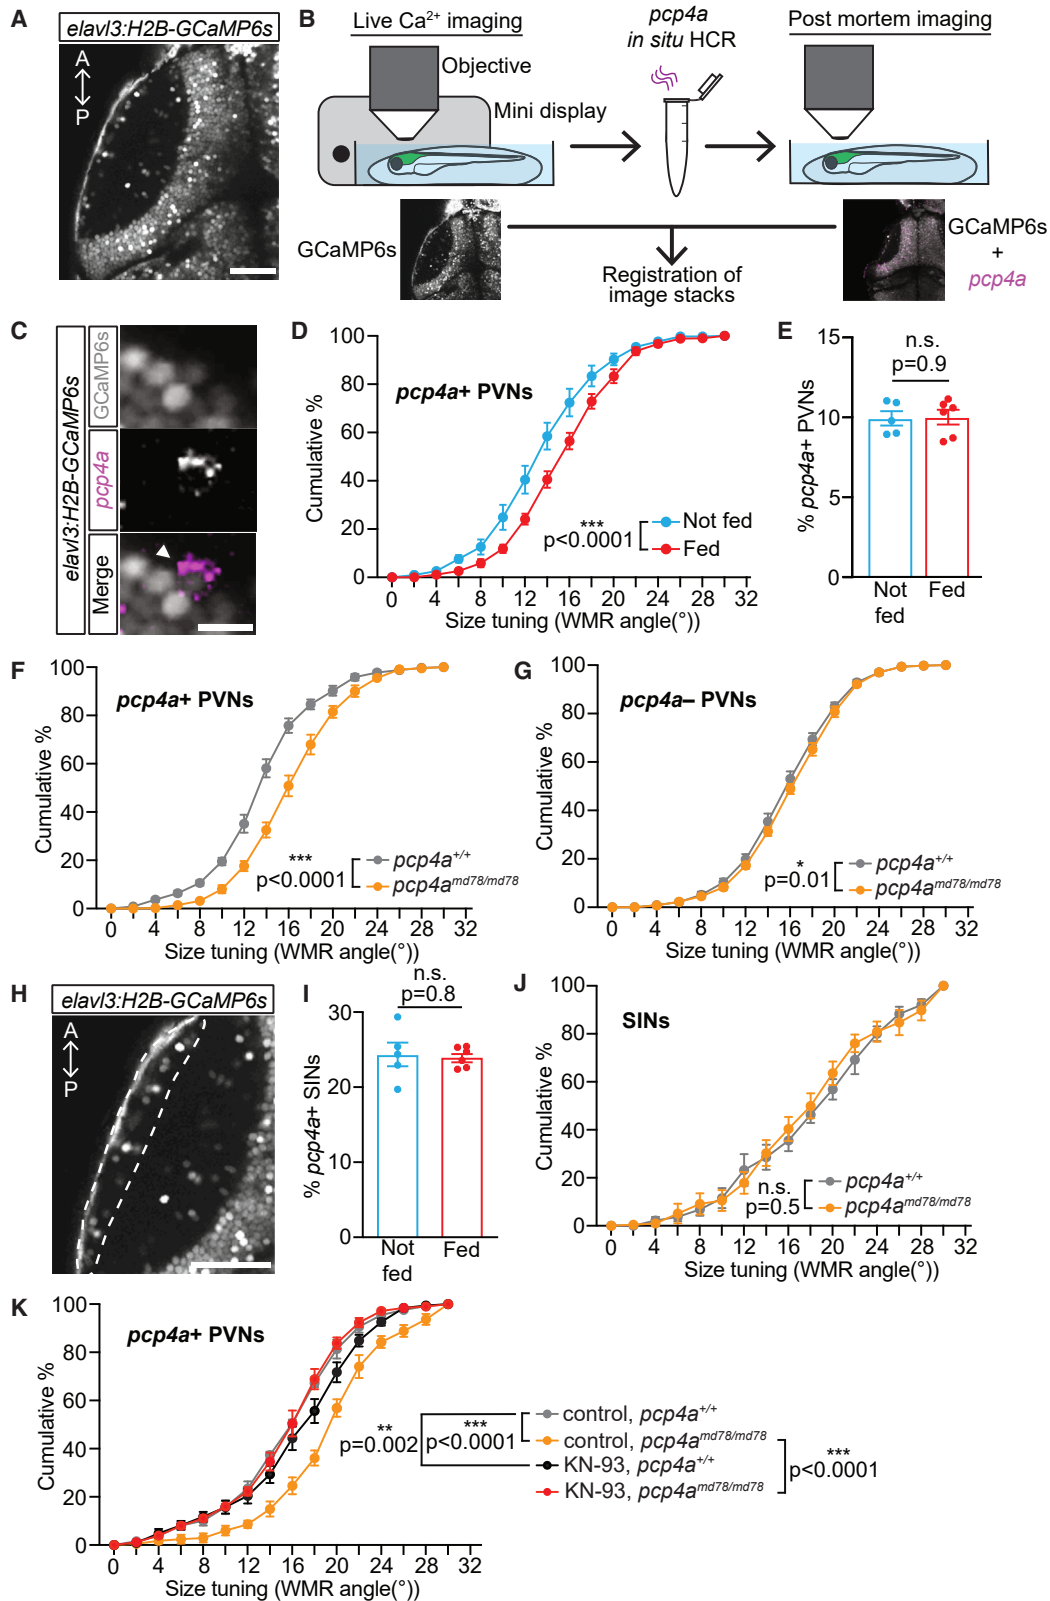 A
elavl3:H2B-GCaMP6s
A
P
B
Live Ca²⁺ imaging
pcp4a
in situ HCR
Post mortem imaging
Objective
Mini display
GCaMP6s
Registration of
image stacks
GCaMP6s
+
pcp4a
C
elavl3:H2B-GCaMP6s
GCaMP6s
pcp4a
Merge
D
pcp4a+ PVNs
Cumulative %
100
80
60
40
20
0
***
p<0.0001
Not fed
Fed
0 4 8 12 16 20 24 28 32
Size tuning (WMR angle(°))
E
n.s.
p=0.9
% pcp4a+ PVNs
15
10
5
0
Not
fed
Fed
F
pcp4a+ PVNs
Cumulative %
100
80
60
40
20
0
***
p<0.0001
pcp4a+/+
pcp4amd78/md78
0 4 8 12 16 20 24 28 32
Size tuning (WMR angle(°))
G
pcp4a– PVNs
Cumulative %
100
80
60
40
20
0
*
p=0.01
pcp4a+/+
pcp4amd78/md78
0 4 8 12 16 20 24 28 32
Size tuning (WMR angle(°))
H
elavl3:H2B-GCaMP6s
A
P
I
n.s.
p=0.8
% pcp4a+ SINs
30
20
10
0
Not
fed
Fed
J
SINs
Cumulative %
100
80
60
40
20
0
n.s.
p=0.5
pcp4a+/+
pcp4amd78/md78
0 4 8 12 16 20 24 28 32
Size tuning (WMR angle(°))
K
pcp4a+ PVNs
Cumulative %
100
80
60
40
20
0
**
p=0.002
***
p<0.0001
control, pcp4a+/+
control, pcp4amd78/md78
KN-93, pcp4a+/+
KN-93, pcp4amd78/md78
***
p<0.0001
0 4 8 12 16 20 24 28 32
Size tuning (WMR angle(°))